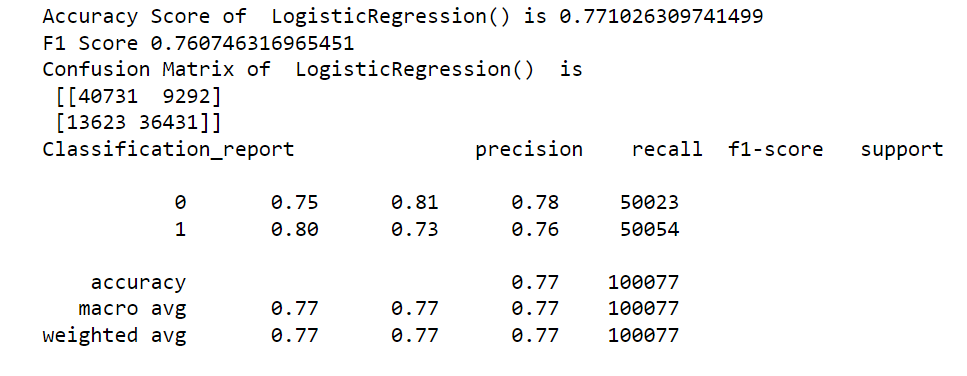 Accuracy Score of  LogisticRegression() is 0.771026309741499
F1 Score 0.760746316965451
Confusion Matrix of  LogisticRegression()  is
 [[40731  9292]
 [13623 36431]]
Classification_report               precision    recall  f1-score   support

           0       0.75      0.81      0.78     50023
           1       0.80      0.73      0.76     50054

    accuracy                           0.77    100077
   macro avg       0.77      0.77      0.77    100077
weighted avg       0.77      0.77      0.77    100077